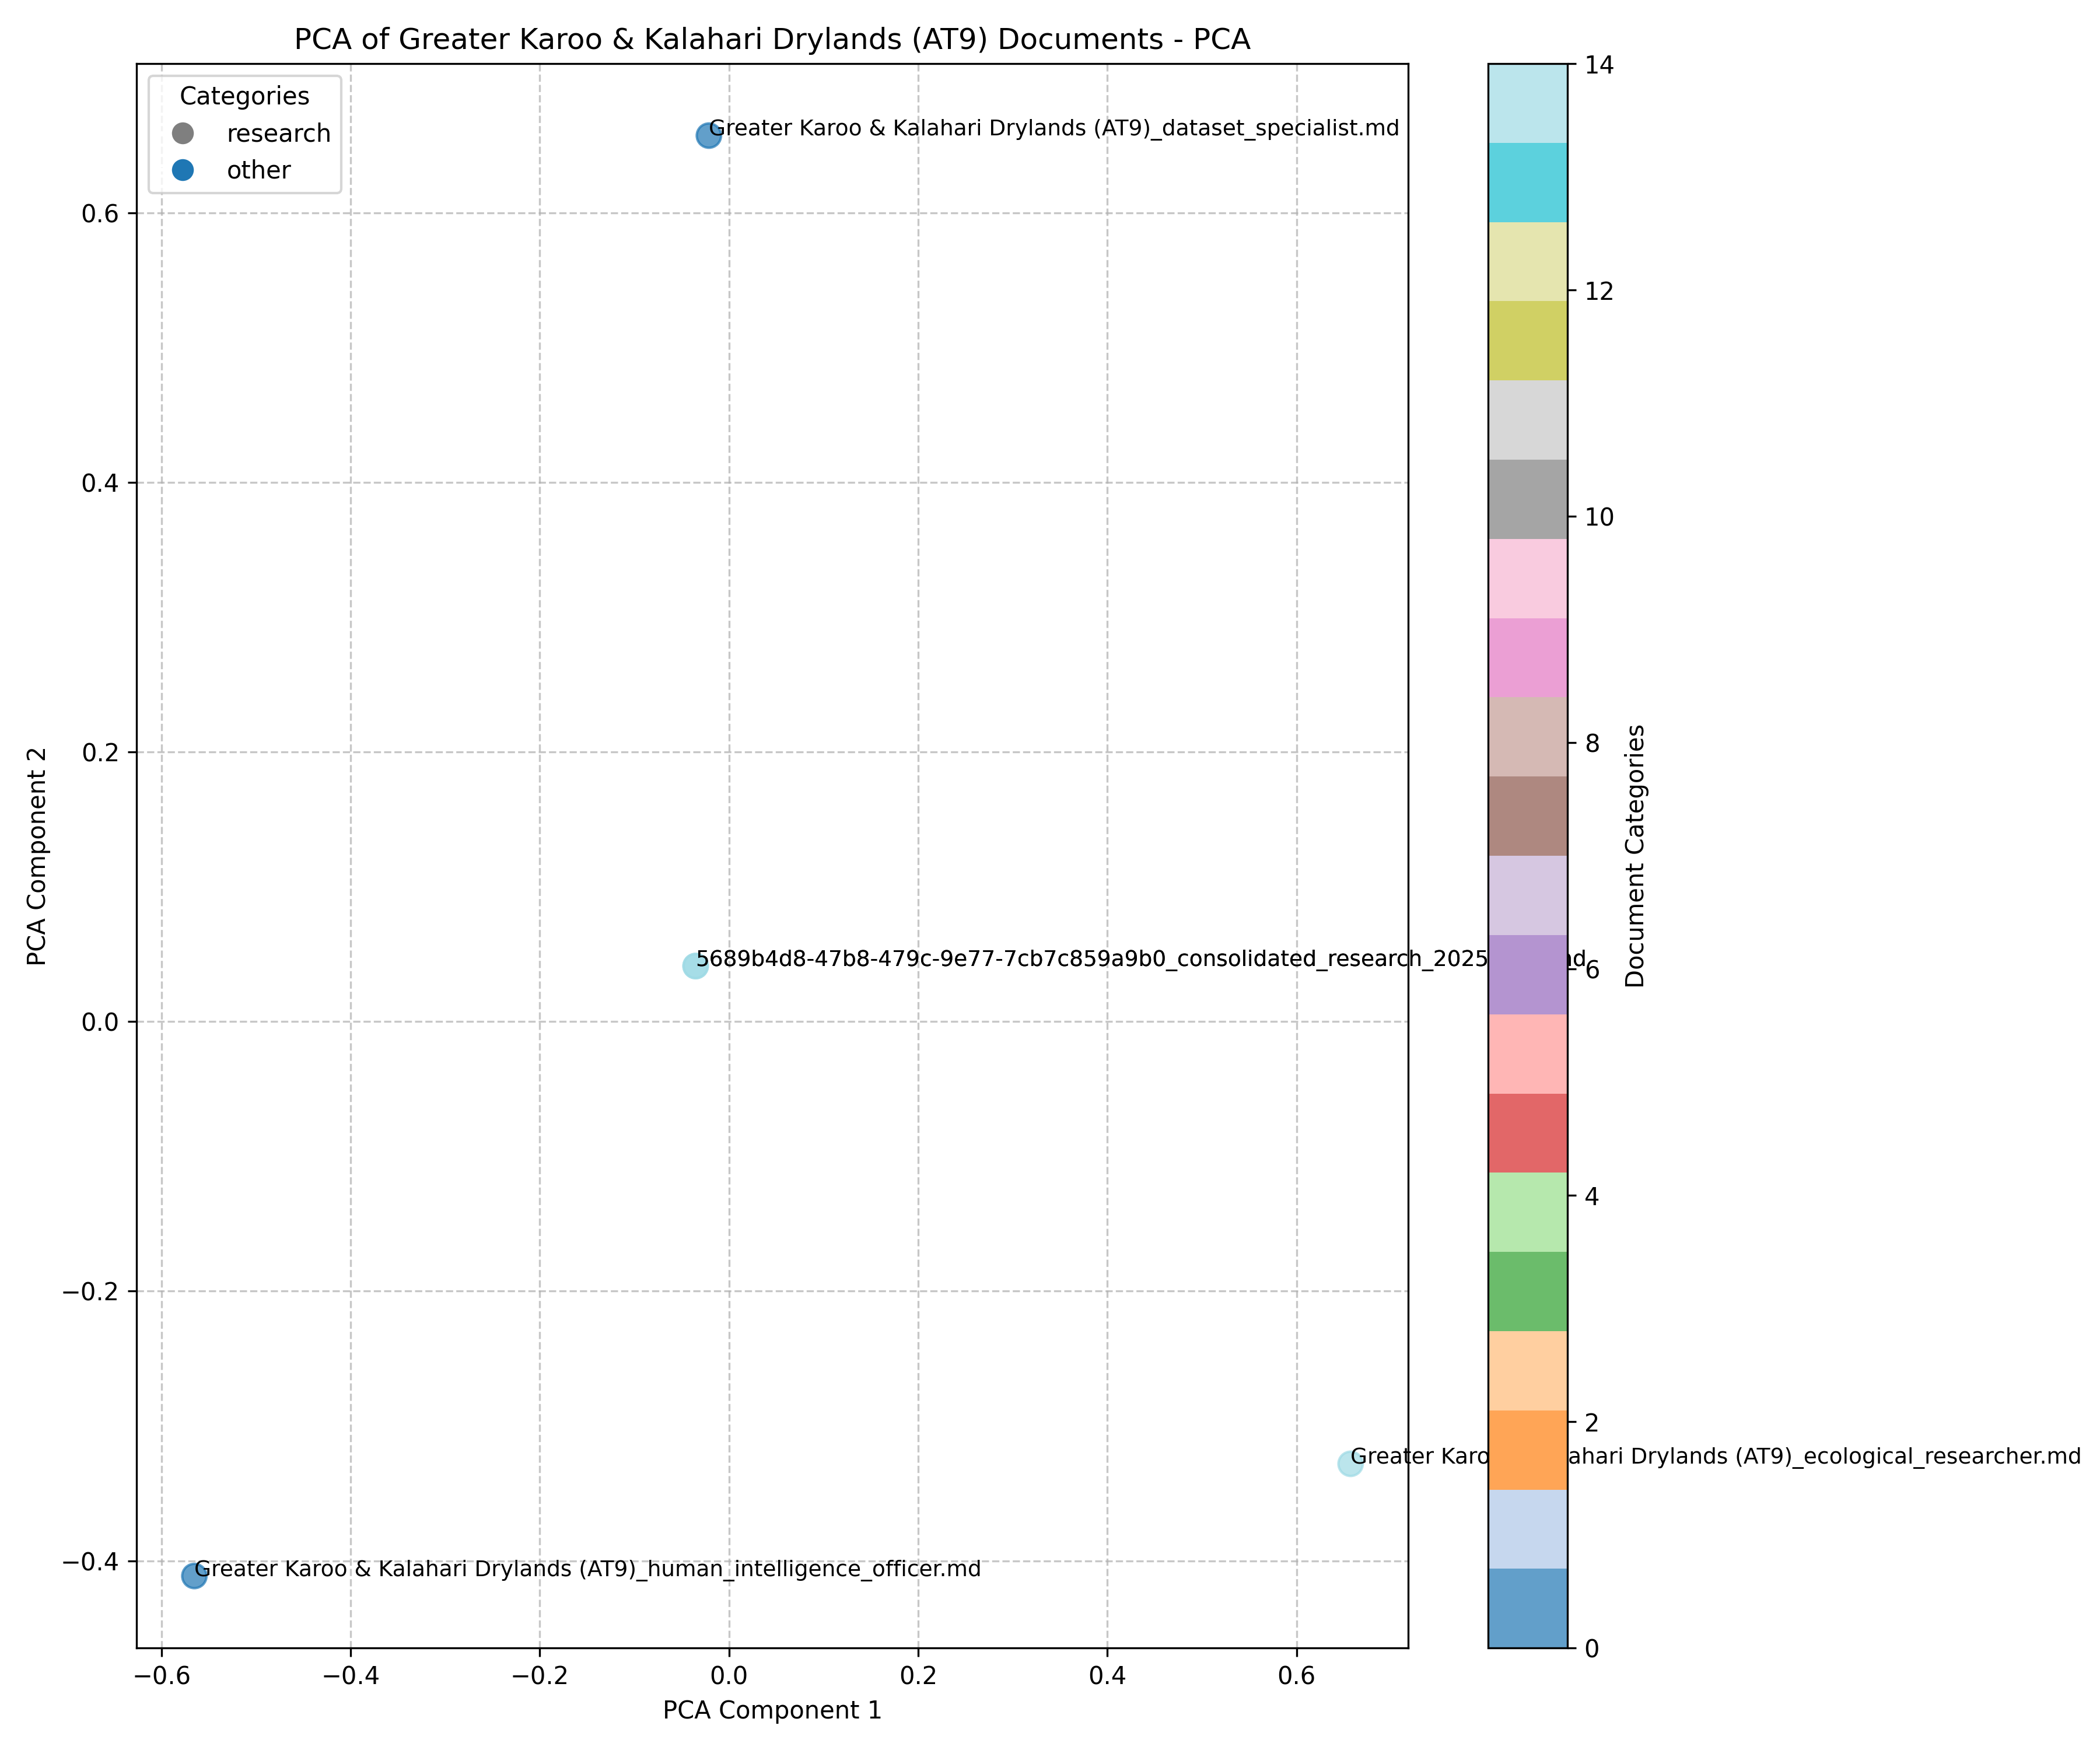 PCA of Greater Karoo & Kalahari Drylands (AT9) Documents - PCA
Categories
research
other
Greater Karoo & Kalahari Drylands (AT9)_dataset_specialist.md
5689b4d8-47b8-479c-9e77-7cb7c859a9b0_consolidated_research_2025
Greater Karo ahari Drylands (AT9)_ecological_researcher.md
Greater Karoo & Kalahari Drylands (AT9)_human_intelligence_officer.md
PCA Component 2
0.6
0.4
0.2
0.0
−0.2
−0.4
−0.6
−0.4
−0.2
0.0
0.2
0.4
0.6
PCA Component 1
14
12
10
8
6
4
2
0
Document Categories